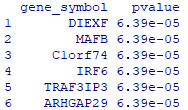 gene_symbol pvalue
1 DIEXF 6.39e-05
2 MAFB 6.39e-05
3 C1orf74 6.39e-05
4 IRF6 6.39e-05
5 TRAF3IP3 6.39e-05
6 ARHGAP29 6.39e-05